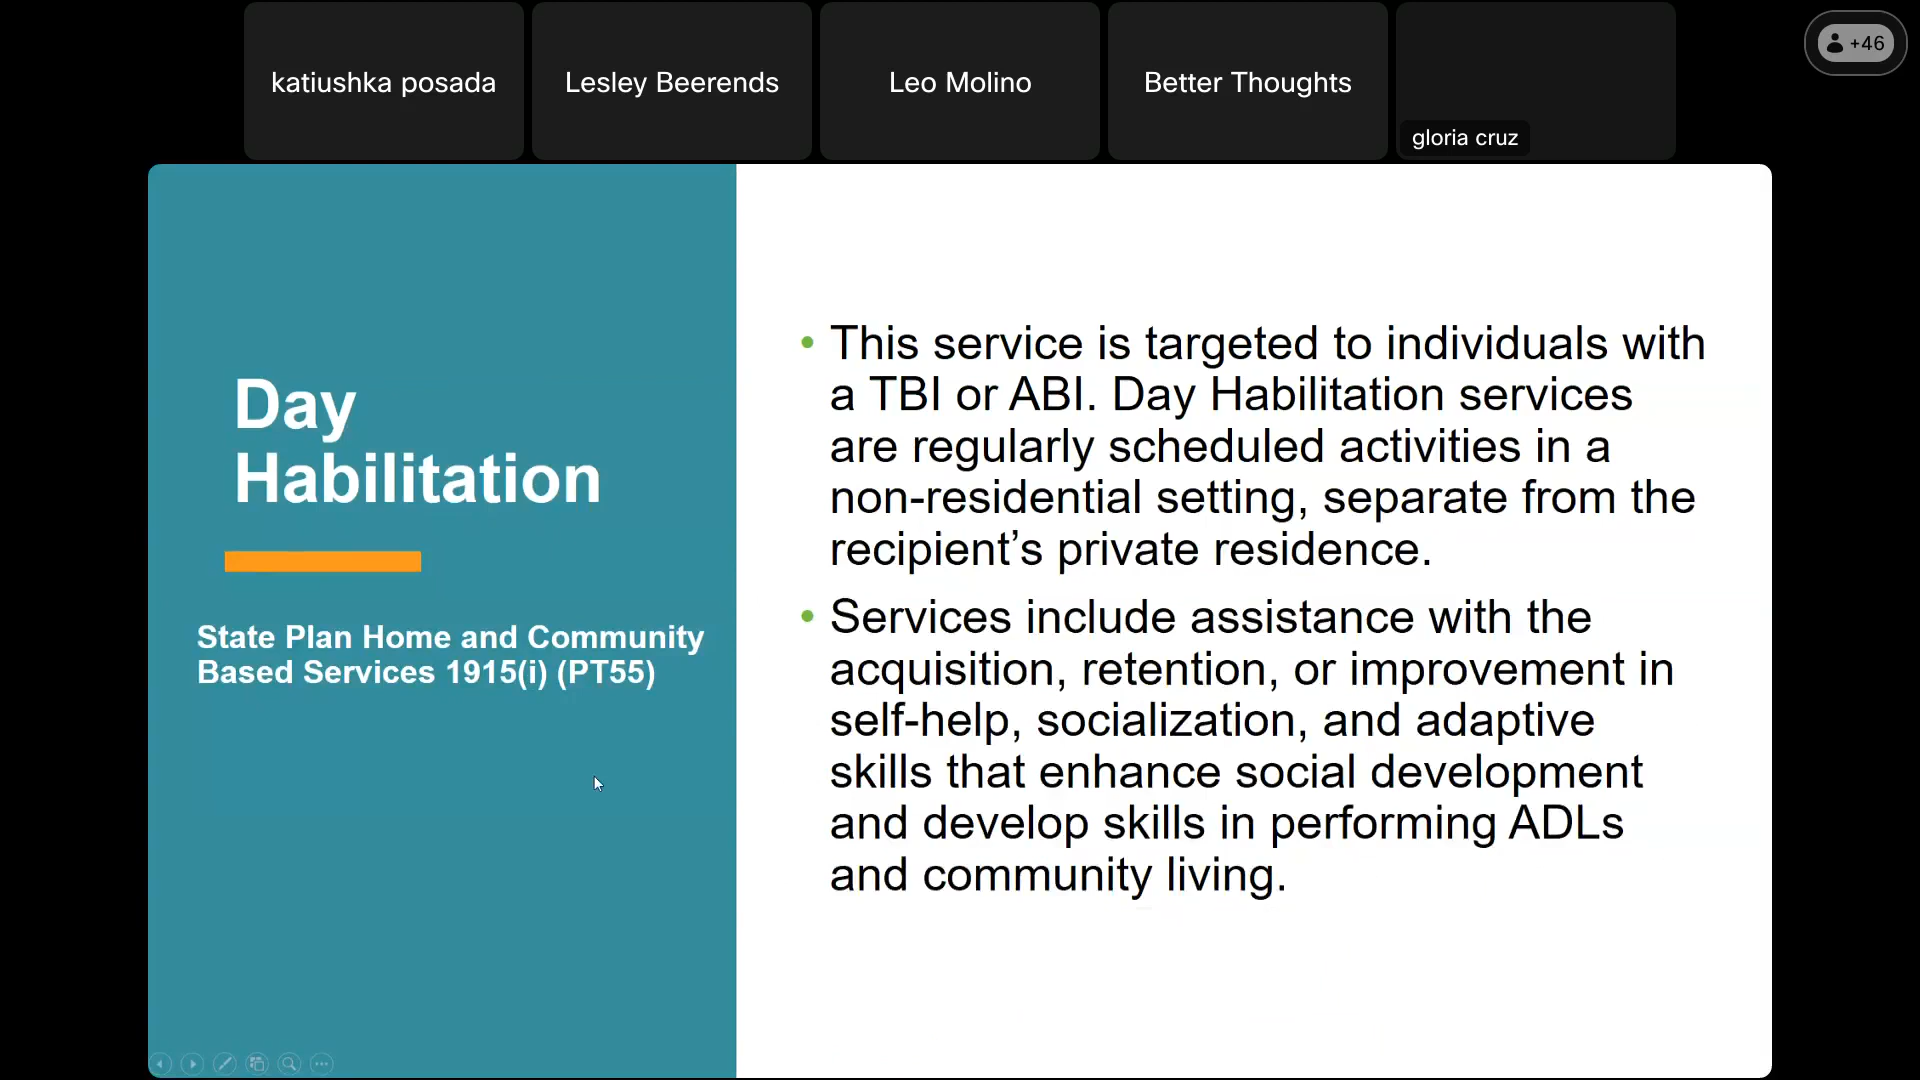 katiushka posada
Lesley Beerends
Leo Molino
Better Thoughts
gloria cruz
+46
Day
Habilitation
State Plan Home and Community
Based Services 1915(i) (PT55)
• This service is targeted to individuals with
a TBI or ABI. Day Habilitation services
are regularly scheduled activities in a
non-residential setting, separate from the
recipient’s private residence.
• Services include assistance with the
acquisition, retention, or improvement in
self-help, socialization, and adaptive
skills that enhance social development
and develop skills in performing ADLs
and community living.